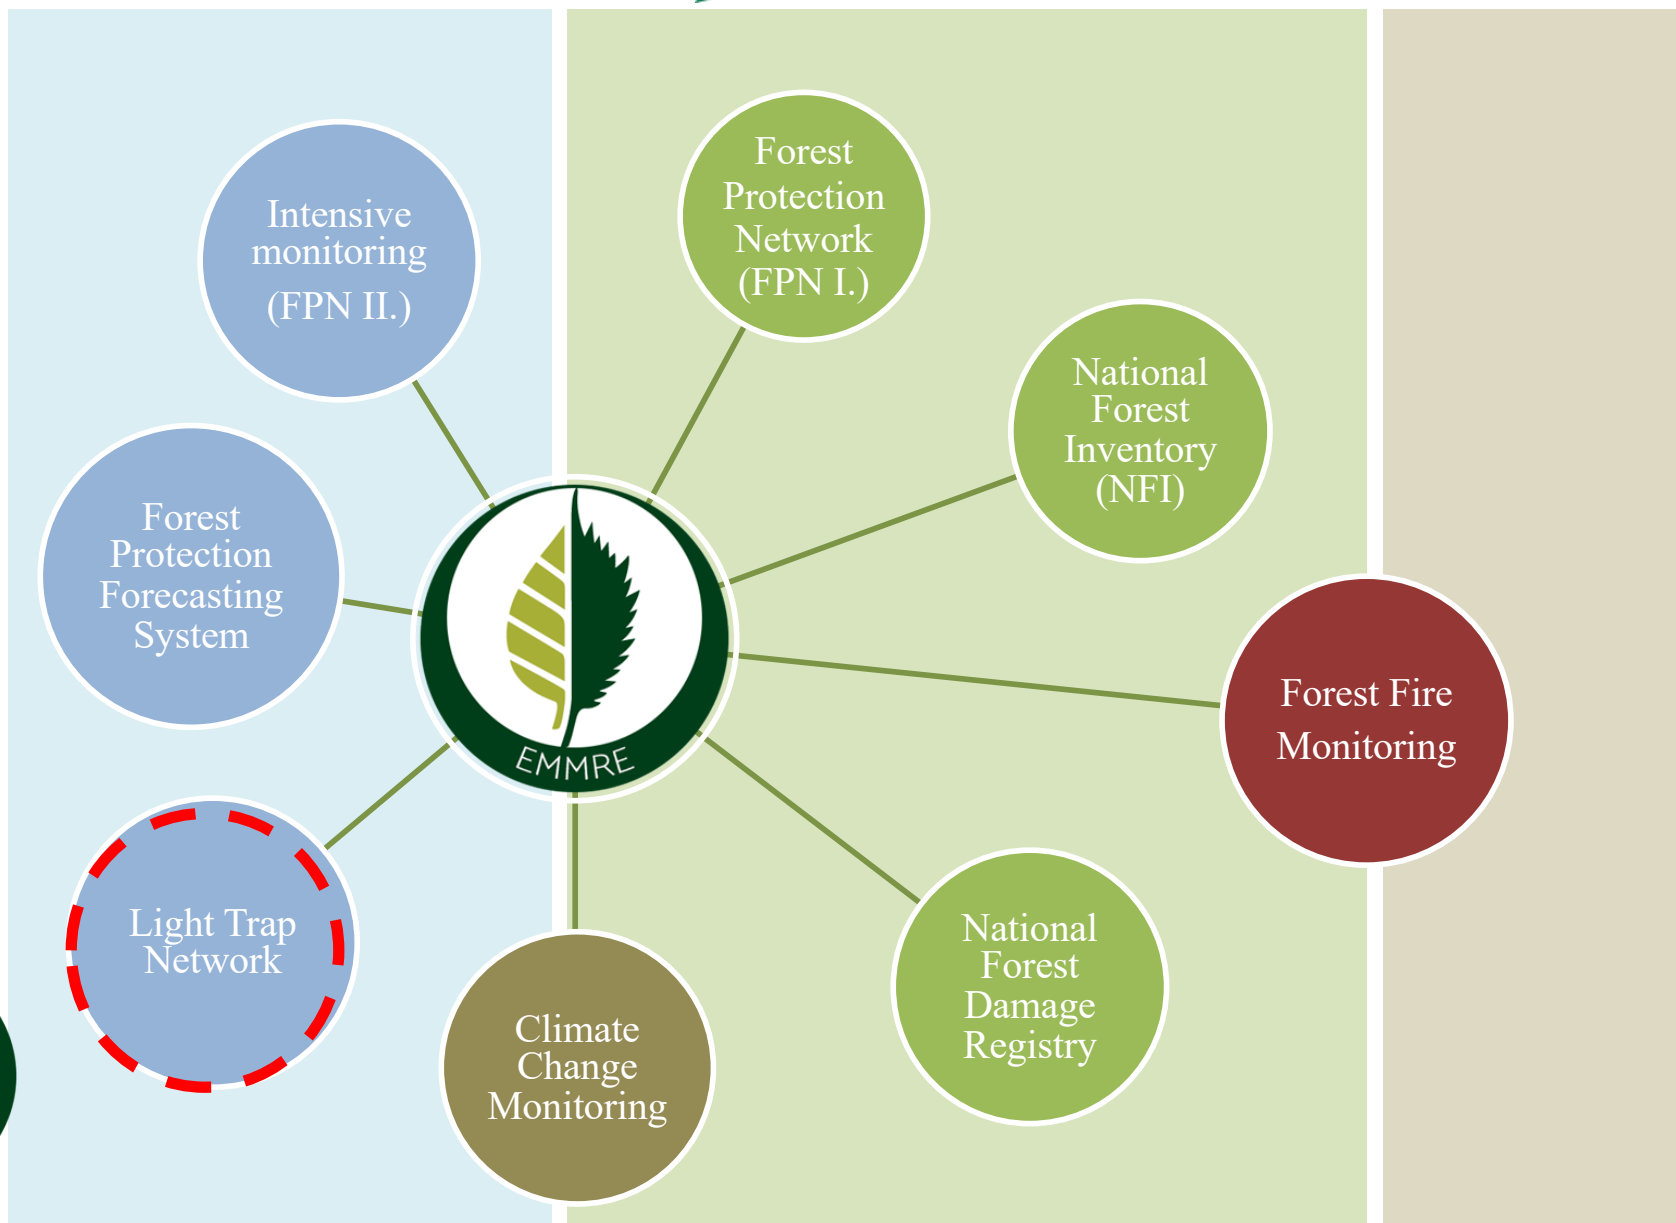 Intensive
monitoring
(FPN II.)
Forest
Protection
Network
(FPN I.)
National
Forest
Inventory
(NFI)
Forest
Protection
Forecasting
System
EMMRE
Forest Fire
Monitoring
Light Trap
Network
Climate
Change
Monitoring
National
Forest
Damage
Registry